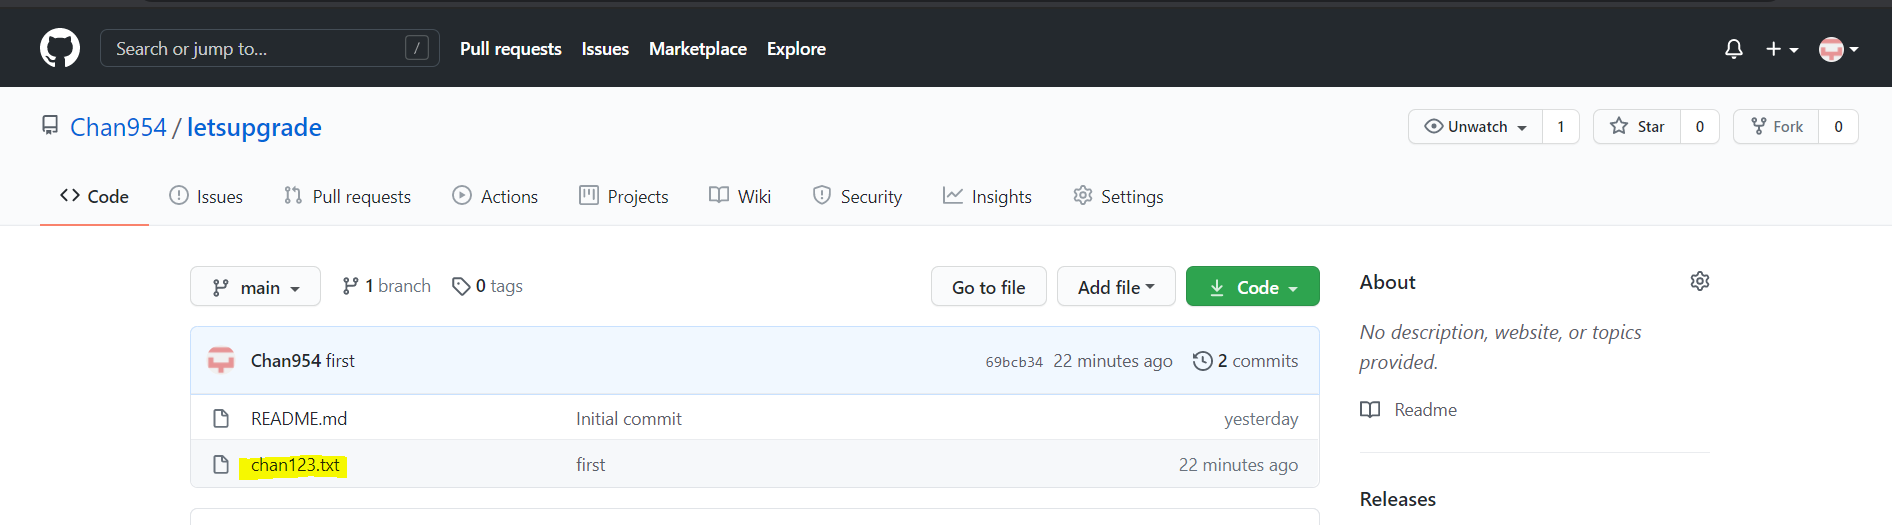 Search or jump to... /
Pull requests Issues Marketplace Explore
Chan954 / letsupgrade
Unwatch 1 Star 0 Fork 0
Code Issues Pull requests Actions Projects Wiki Security Insights Settings
main 1 branch 0 tags Go to file Add file Code
About
No description, website, or topics
provided.
Readme
Releases
Chan954 first 69bcb34 22 minutes ago 2 commits
README.md Initial commit yesterday
chan123.txt first 22 minutes ago